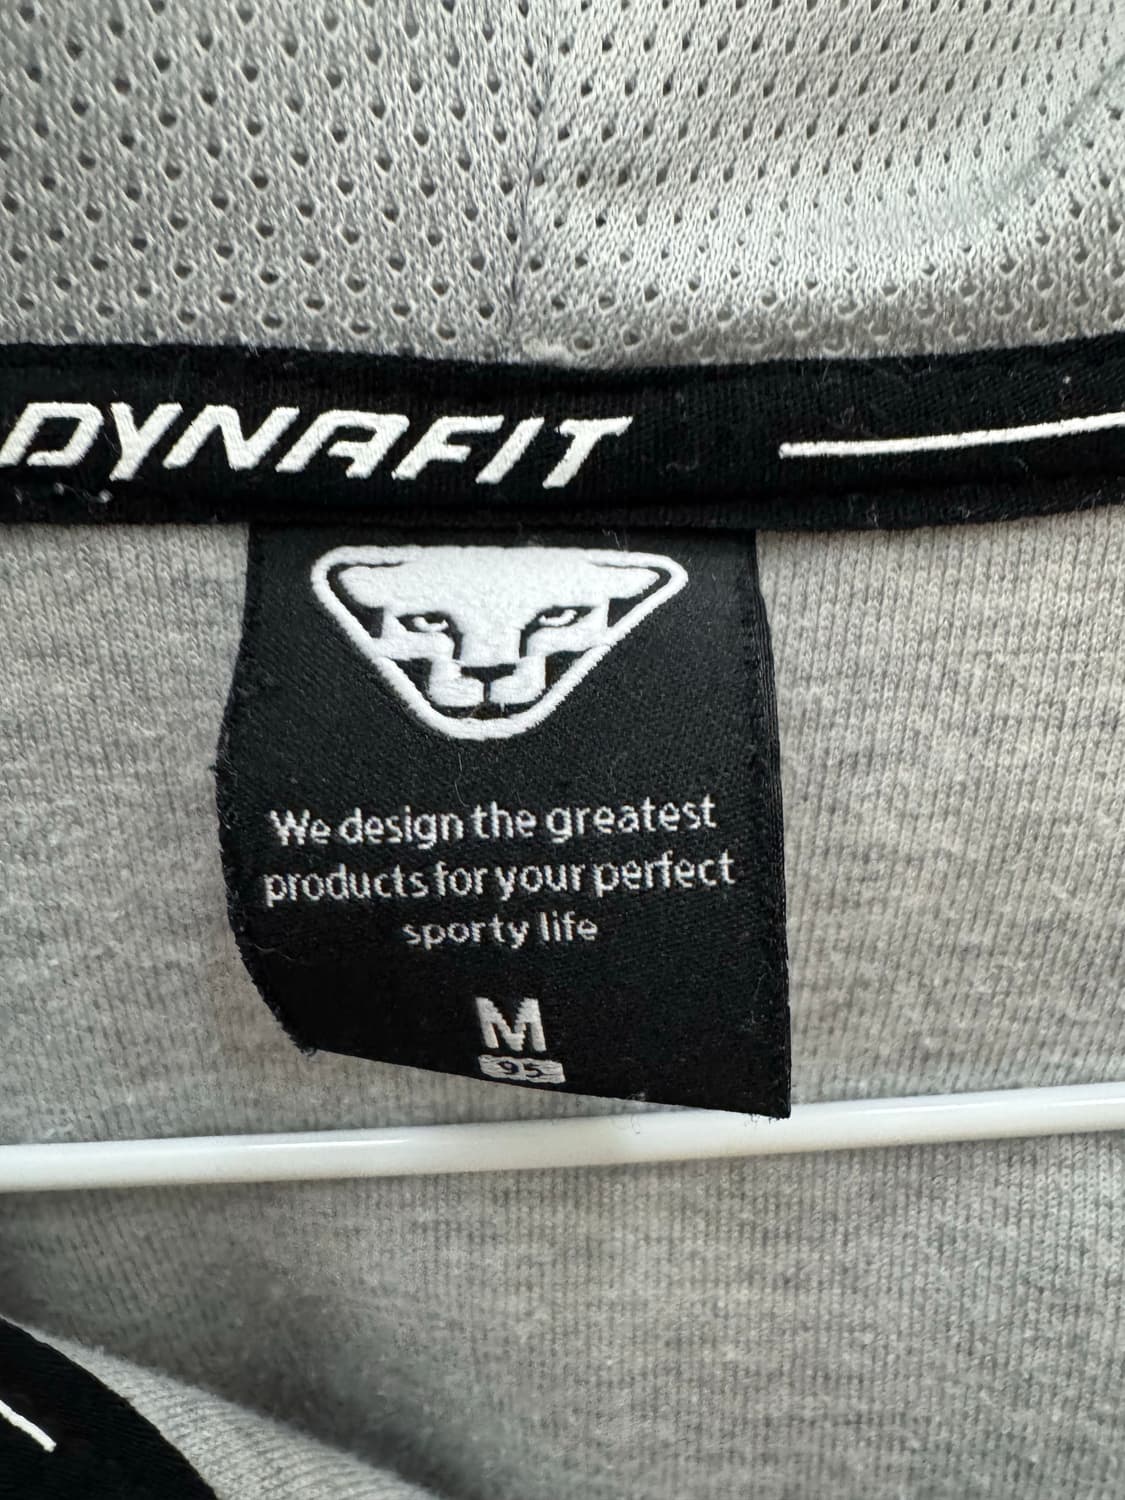 DYNAFIT
We design the greatest
products for your perfect
sporty life
M
95